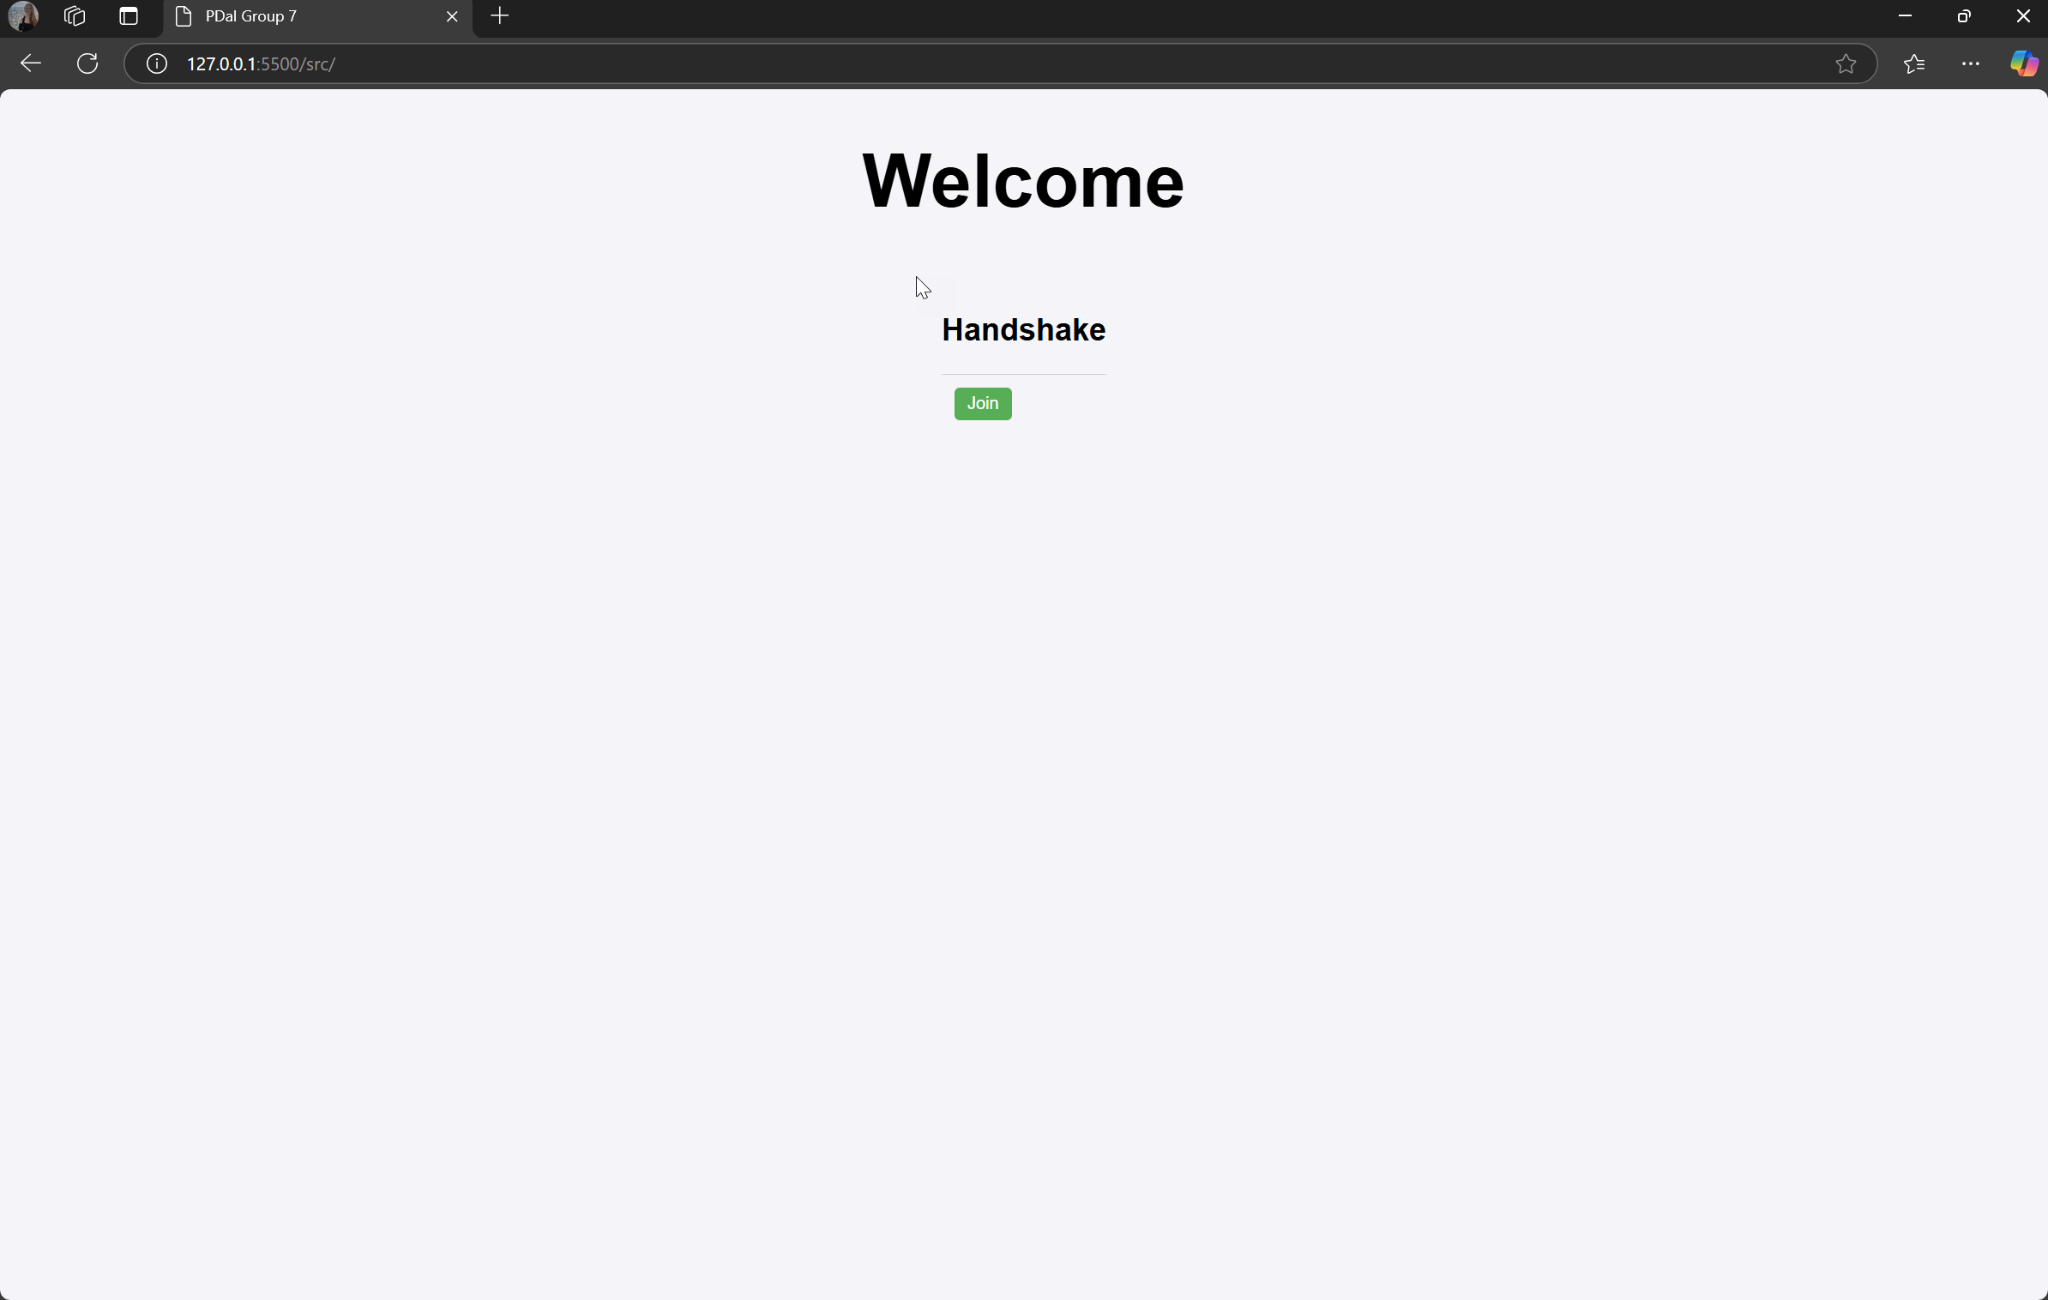 PDal Group 7
127.0.0.1:5500/src/
Welcome
Handshake
Join